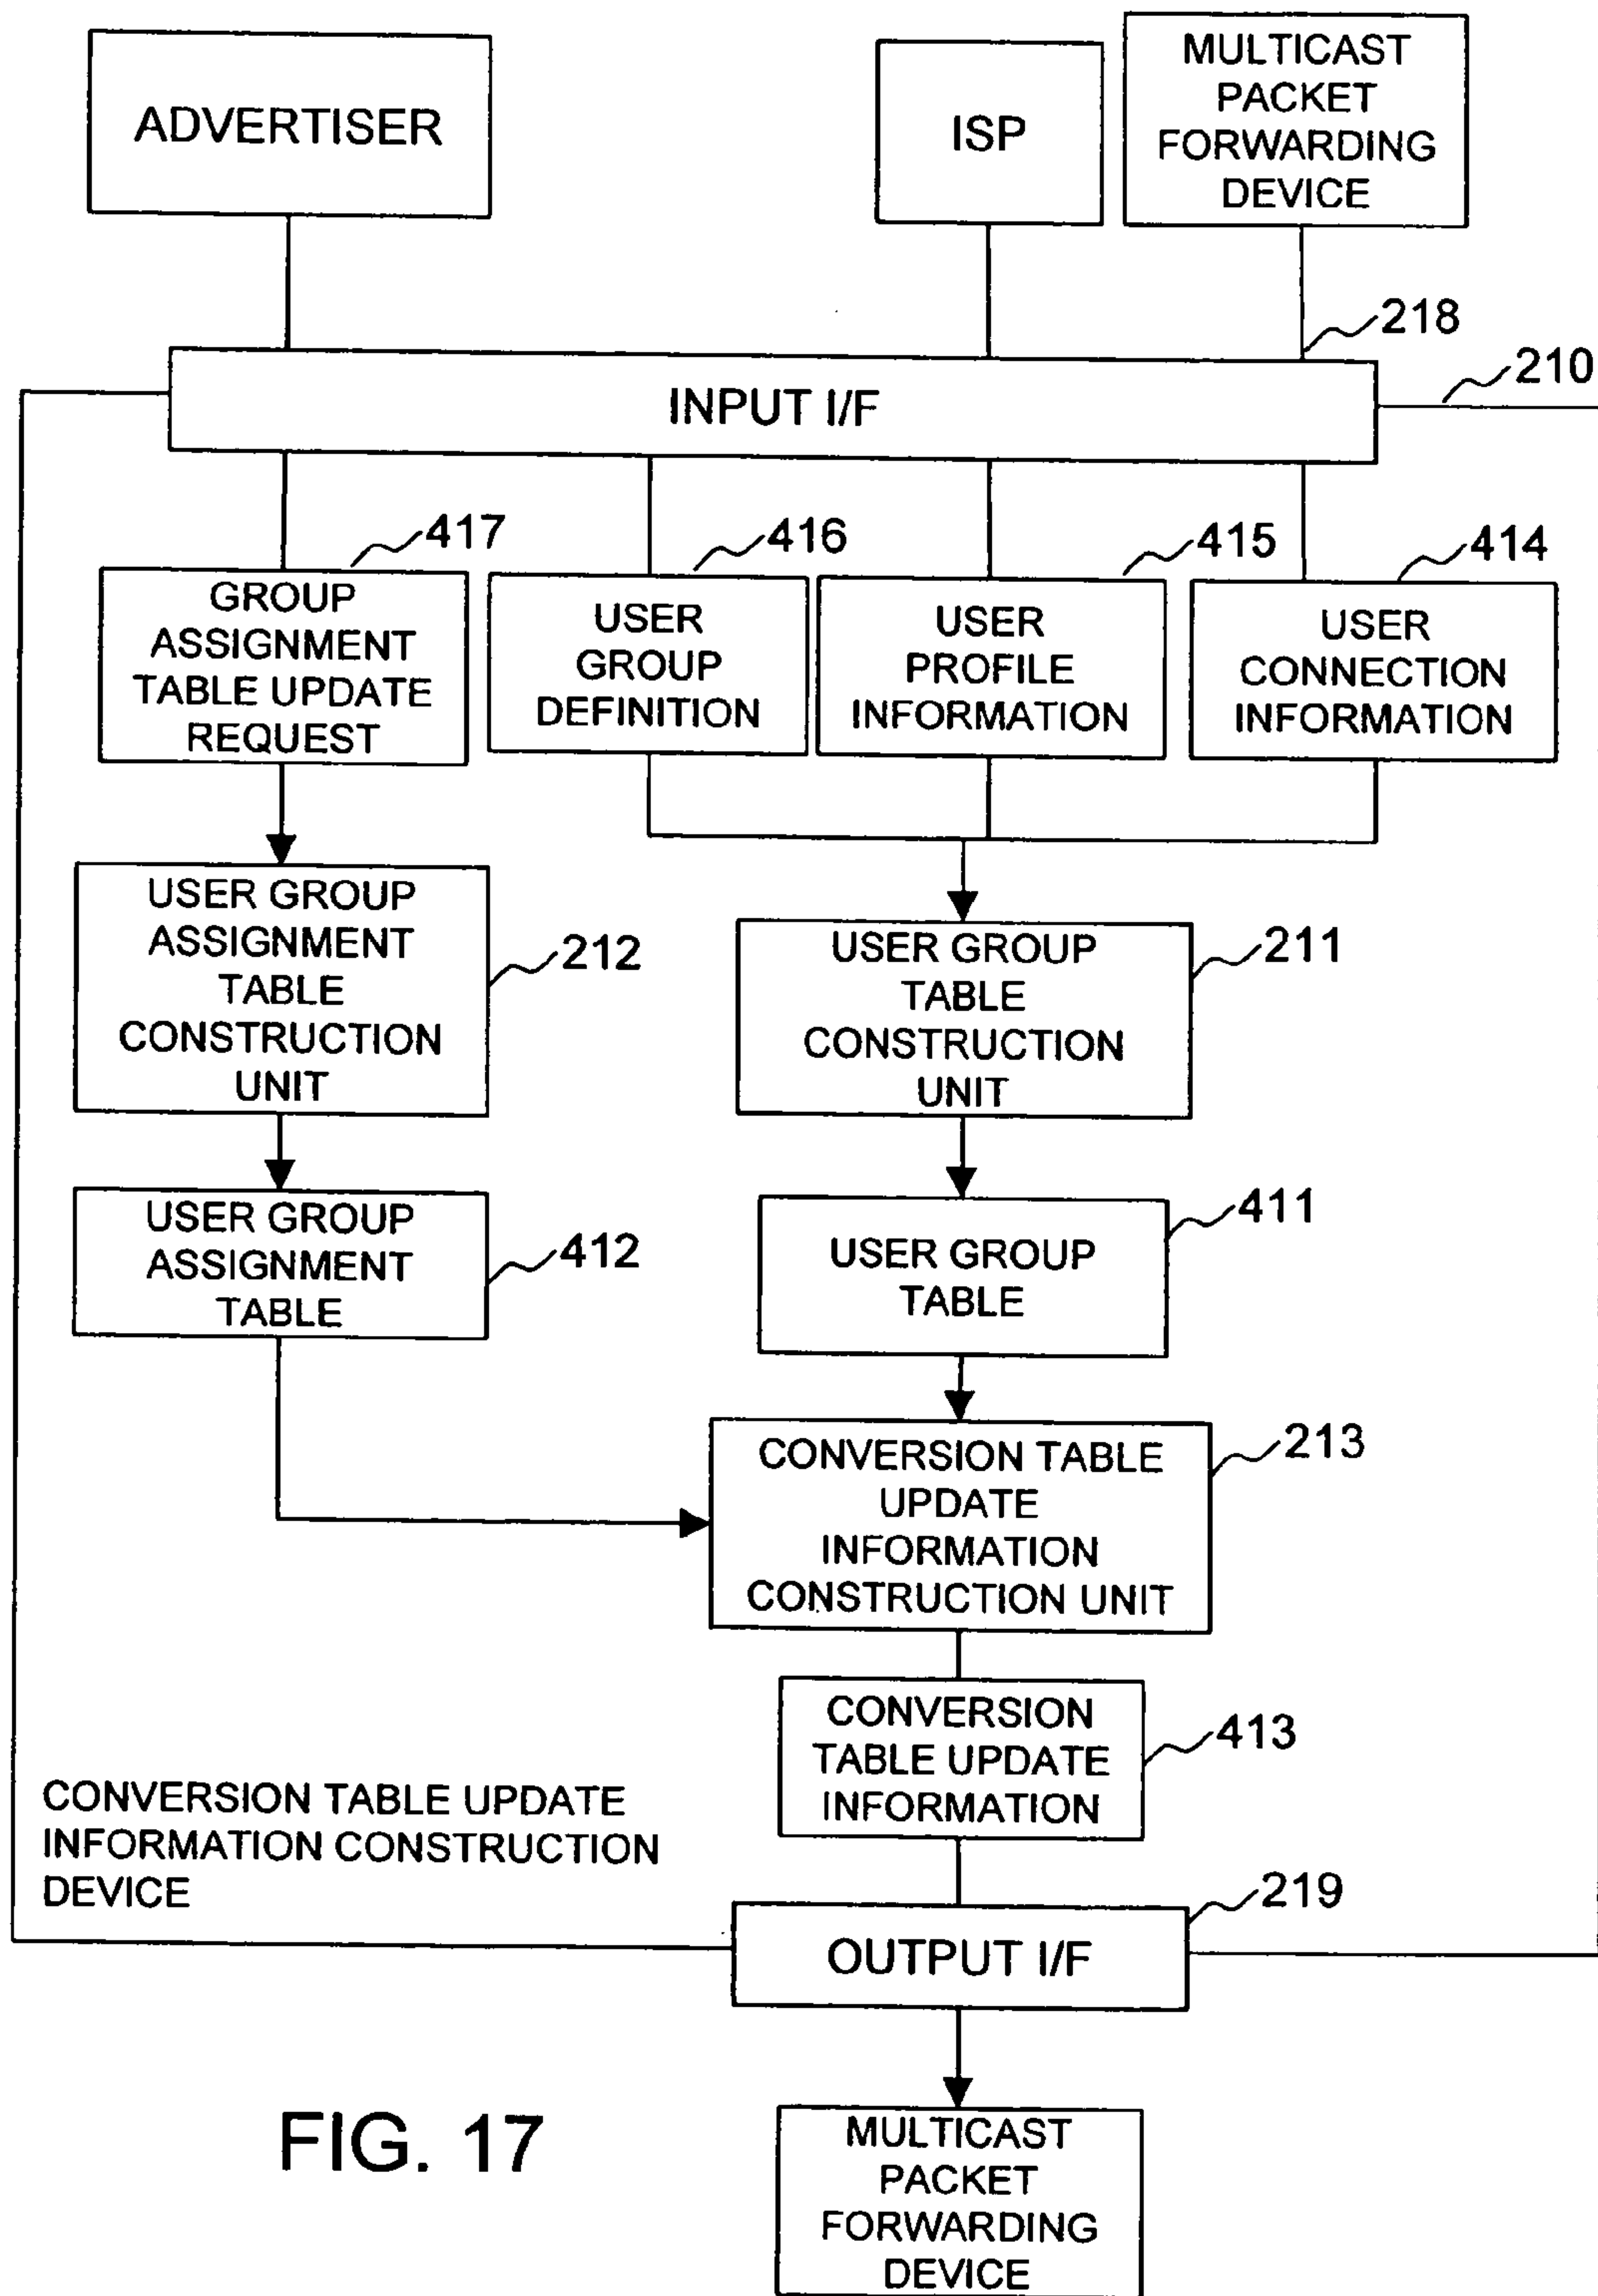 ADVERTISER
ISP
MULTICAST
PACKET
FORWARDING
DEVICE
218
210
INPUT I/F
417
416
415
414
GROUP
ASSIGNMENT
TABLE UPDATE
REQUEST
USER
GROUP
DEFINITION
USER
PROFILE
INFORMATION
USER
CONNECTION
INFORMATION
USER GROUP
ASSIGNMENT
TABLE
CONSTRUCTION
UNIT
212
USER GROUP
TABLE
CONSTRUCTION
UNIT
211
USER GROUP
ASSIGNMENT
TABLE
412
USER GROUP
TABLE
411
CONVERSION TABLE
UPDATE
INFORMATION
CONSTRUCTION UNIT
213
CONVERSION
TABLE UPDATE
INFORMATION
413
CONVERSION TABLE UPDATE
INFORMATION CONSTRUCTION
DEVICE
219
OUTPUT I/F
FIG. 17
MULTICAST
PACKET
FORWARDING
DEVICE